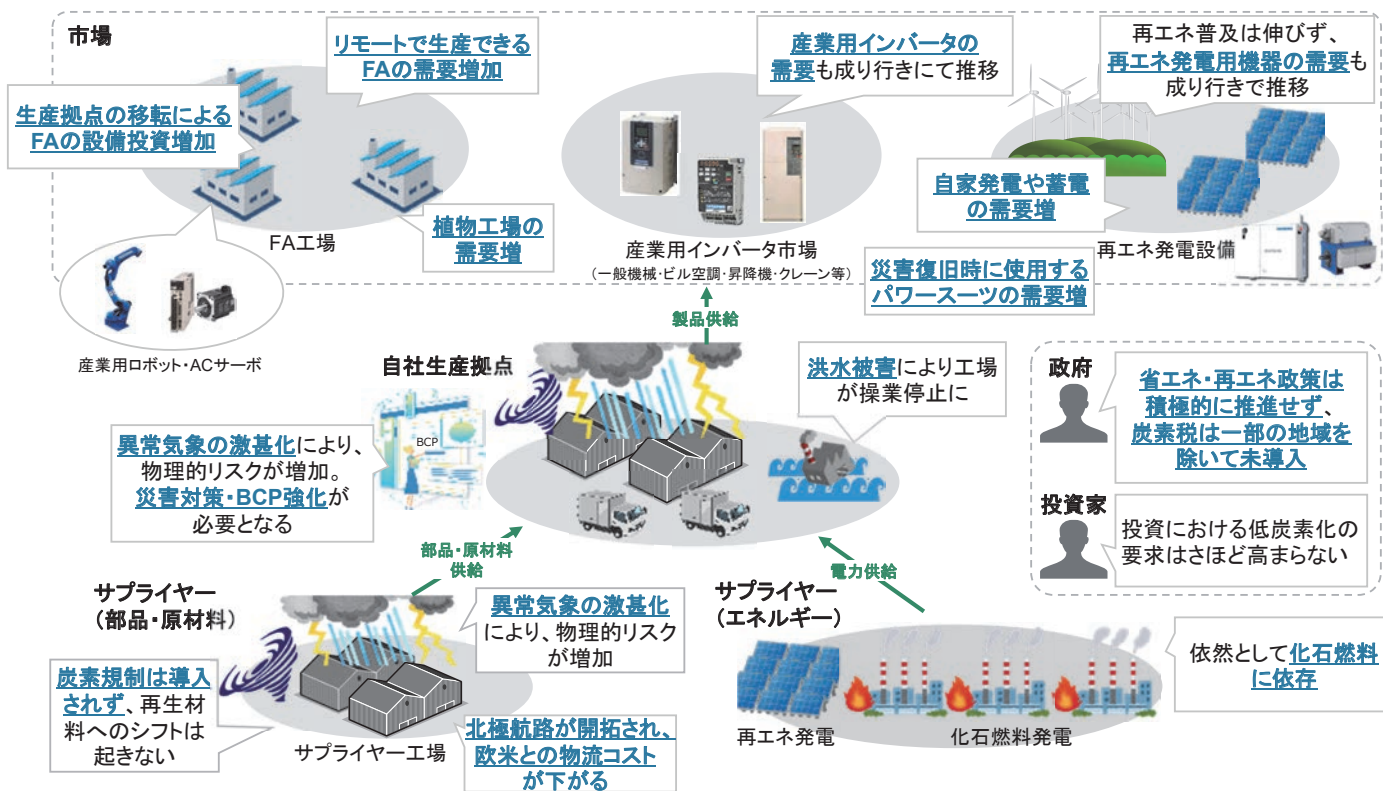 市場
リモートで生産できる
FAの需要増加
生産拠点の移転による
FAの設備投資増加
植物工場の
需要増
FA工場
産業用ロボット・ACサーボ
産業用インバータの
需要も成り行きにて推移
産業用インバータ市場
（一般機械・ビル空調・昇降機・クレーン等）
再エネ普及は伸びず、
再エネ発電用機器の需要も
成り行きで推移
自家発電や蓄電
の需要増
再エネ発電設備
災害復旧時に使用する
パワースーツの需要増
製品供給
自社生産拠点
BCP
異常気象の激甚化により、
物理的リスクが増加。
災害対策・BCP強化が
必要となる
洪水被害により工場
が操業停止に
政府
省エネ・再エネ政策は
積極的に推進せず、
炭素税は一部の地域を
除いて未導入
投資家
投資における低炭素化の
要求はさほど高まらない
部品・原材料
供給
電力供給
サプライヤー
（部品・原材料）
異常気象の激甚化
により、物理的リスク
が増加
炭素規制は導入
されず、再生材
料へのシフトは
起きない
サプライヤー工場
北極航路が開拓され、
欧米との物流コスト
が下がる
サプライヤー
（エネルギー）
再エネ発電
化石燃料発電
依然として化石燃料
に依存